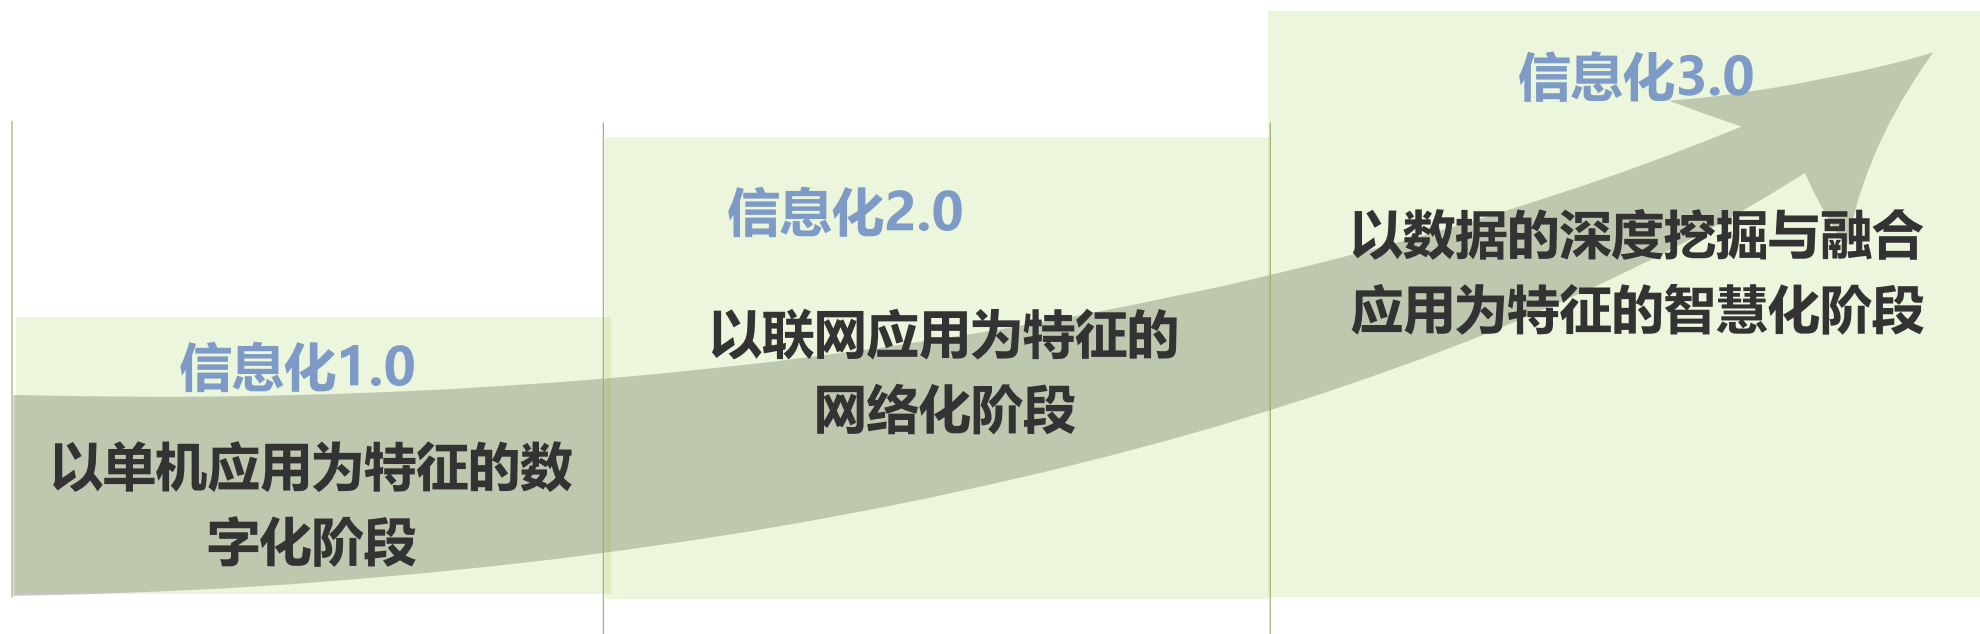 信息化1.0
以单机应用为特征的数
字化阶段
信息化2.0
以联网应用为特征的
网络化阶段
信息化3.0
以数据的深度挖掘与融合
应用为特征的智慧化阶段